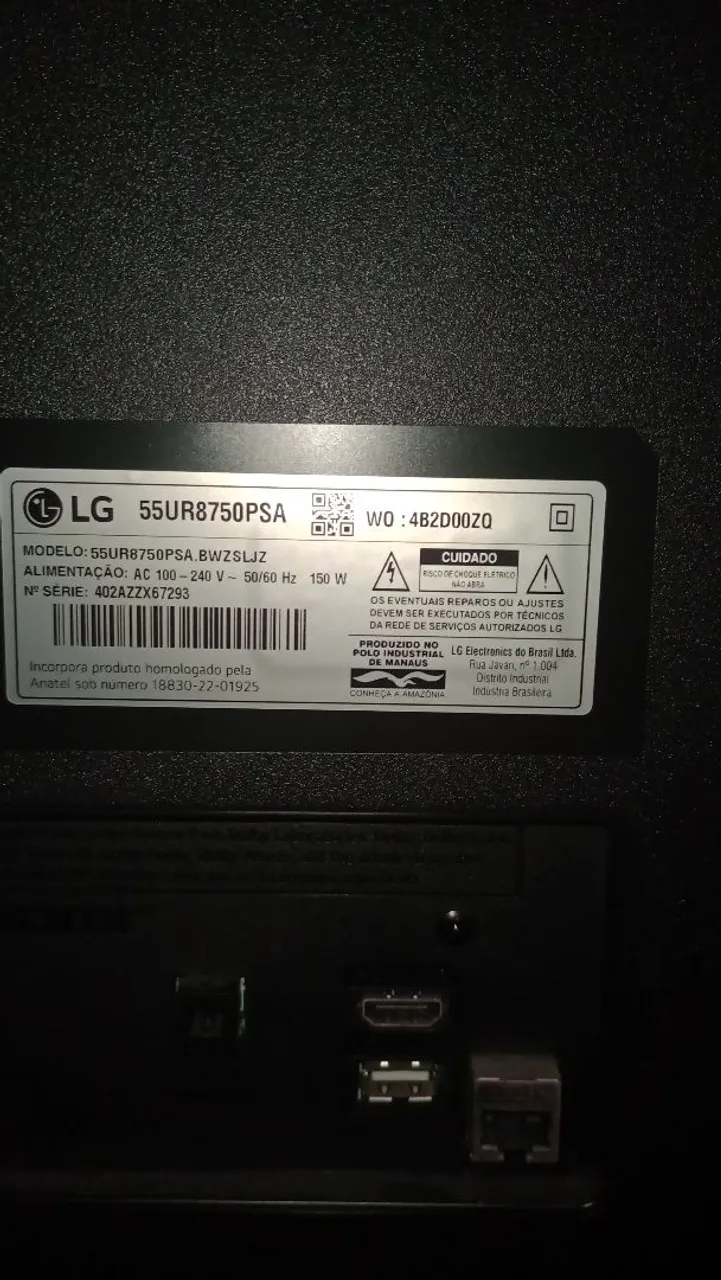 LG 55UR8750PSA WO : 4B2D00ZQ
MODELO: 55UR8750PSA.BWZSLJZ
ALIMENTAÇÃO: AC 100 – 240 V ~ 50/60 Hz 150 W
Nº SÉRIE: 402AZZX67293
Incorpora produto homologado pela
Anatel sob número 18830-22-01925
CUIDADO
RISCO DE CHOQUE ELÉTRICO
NÃO ABRA
OS EVENTUAIS REPAROS OU AJUSTES
DEVEM SER EXECUTADOS POR TÉCNICOS
DA REDE DE SERVIÇOS AUTORIZADOS LG
PRODUZIDO NO
POLO INDUSTRIAL
DE MANAUS
CONHEÇA A AMAZÔNIA
LG Electronics do Brasil Ltda.
Rua Javari, nº 1.004
Distrito Industrial
Indústria Brasileira